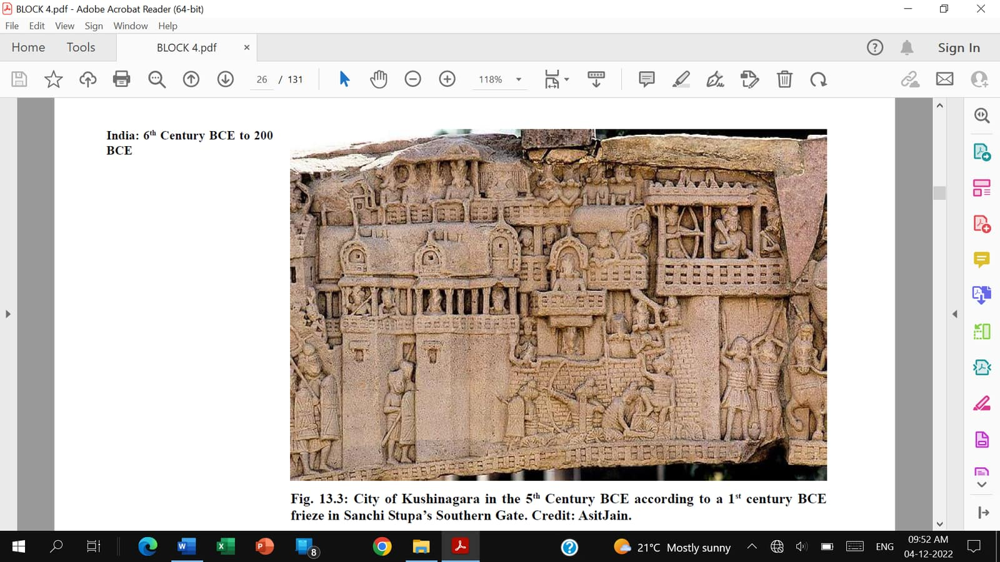 BLOCK 4.pdf - Adobe Acrobat Reader (64-bit)
File Edit View Sign Window Help
Home Tools BLOCK 4.pdf × Sign In
26 / 131 118%
India: 6th Century BCE to 200
BCE
Fig. 13.3: City of Kushinagara in the 5th Century BCE according to a 1st century BCE
frieze in Sanchi Stupa's Southern Gate. Credit: AsitJain.
8
21°C Mostly sunny
ENG
09:52 AM
04-12-2022